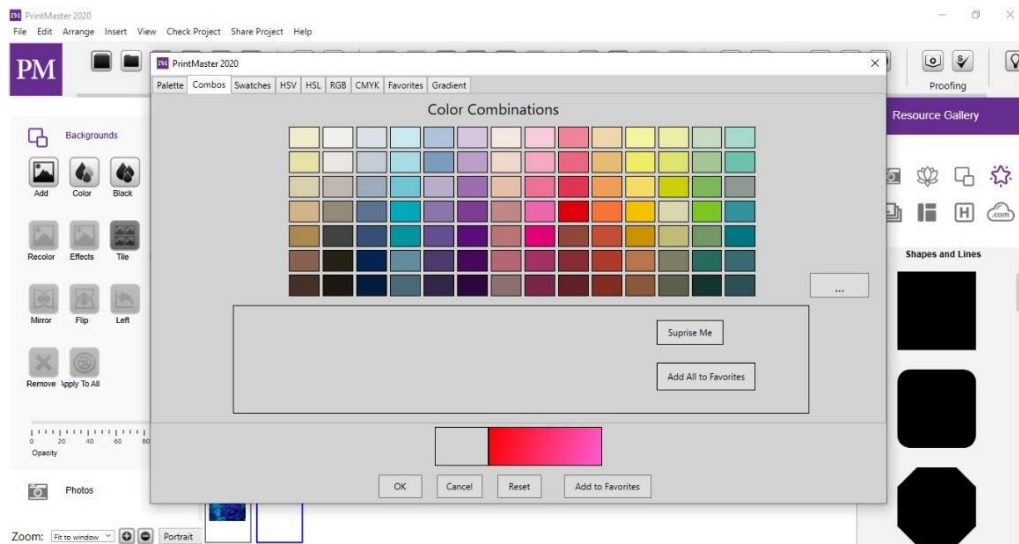 PM PrintMaster 2020
File Edit Arrange Insert View Check Project Share Project Help
PM
PrintMaster 2020
Palette Combos Swatches HSV HSL RGB CMYK Favorites Gradient
Color Combinations
...
Suprise Me
Add All to Favorites
OK Cancel Reset Add to Favorites
Backgrounds
Add Color Black
Recolor Effects Tile
Mirror Flip Left
Remove Apply To All
0 20 40 60 80
Opacity
Photos
Zoom: Fit to window Portrait
Proofing
Resource Gallery
H .com
Shapes and Lines